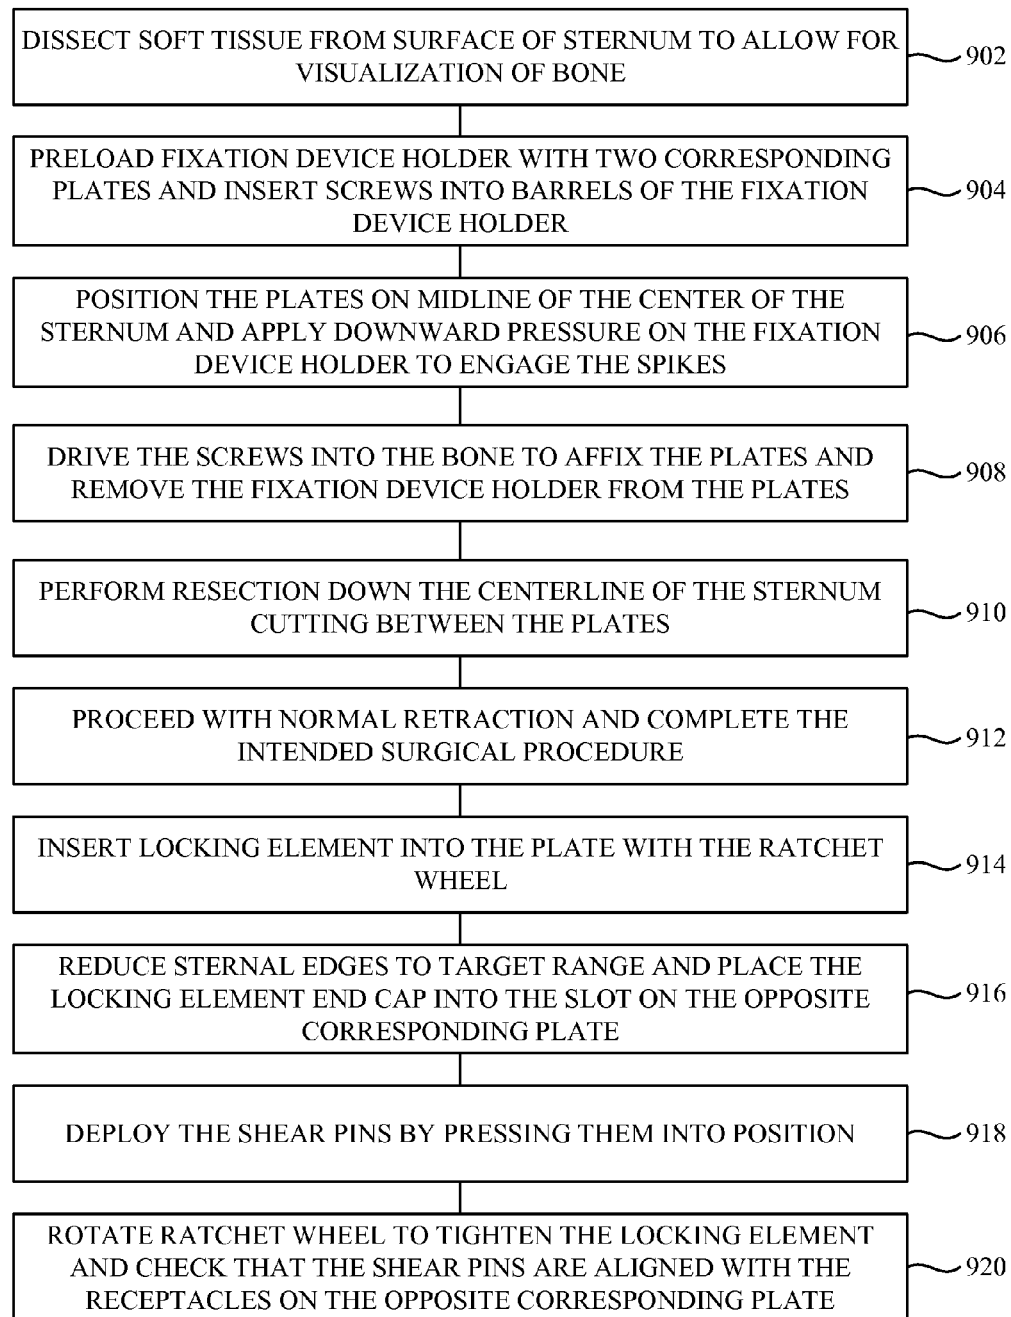 DISSECT SOFT TISSUE FROM SURFACE OF STERNUM TO ALLOW FOR
VISUALIZATION OF BONE
902
PRELOAD FIXATION DEVICE HOLDER WITH TWO CORRESPONDING
PLATES AND INSERT SCREWS INTO BARRELS OF THE FIXATION
DEVICE HOLDER
904
POSITION THE PLATES ON MIDLINE OF THE CENTER OF THE
STERNUM AND APPLY DOWNWARD PRESSURE ON THE FIXATION
DEVICE HOLDER TO ENGAGE THE SPIKES
906
DRIVE THE SCREWS INTO THE BONE TO AFFIX THE PLATES AND
REMOVE THE FIXATION DEVICE HOLDER FROM THE PLATES
908
PERFORM RESECTION DOWN THE CENTERLINE OF THE STERNUM
CUTTING BETWEEN THE PLATES
910
PROCEED WITH NORMAL RETRACTION AND COMPLETE THE
INTENDED SURGICAL PROCEDURE
912
INSERT LOCKING ELEMENT INTO THE PLATE WITH THE RATCHET
WHEEL
914
REDUCE STERNAL EDGES TO TARGET RANGE AND PLACE THE
LOCKING ELEMENT END CAP INTO THE SLOT ON THE OPPOSITE
CORRESPONDING PLATE
916
DEPLOY THE SHEAR PINS BY PRESSING THEM INTO POSITION
918
ROTATE RATCHET WHEEL TO TIGHTEN THE LOCKING ELEMENT
AND CHECK THAT THE SHEAR PINS ARE ALIGNED WITH THE
RECEPTACLES ON THE OPPOSITE CORRESPONDING PLATE
920